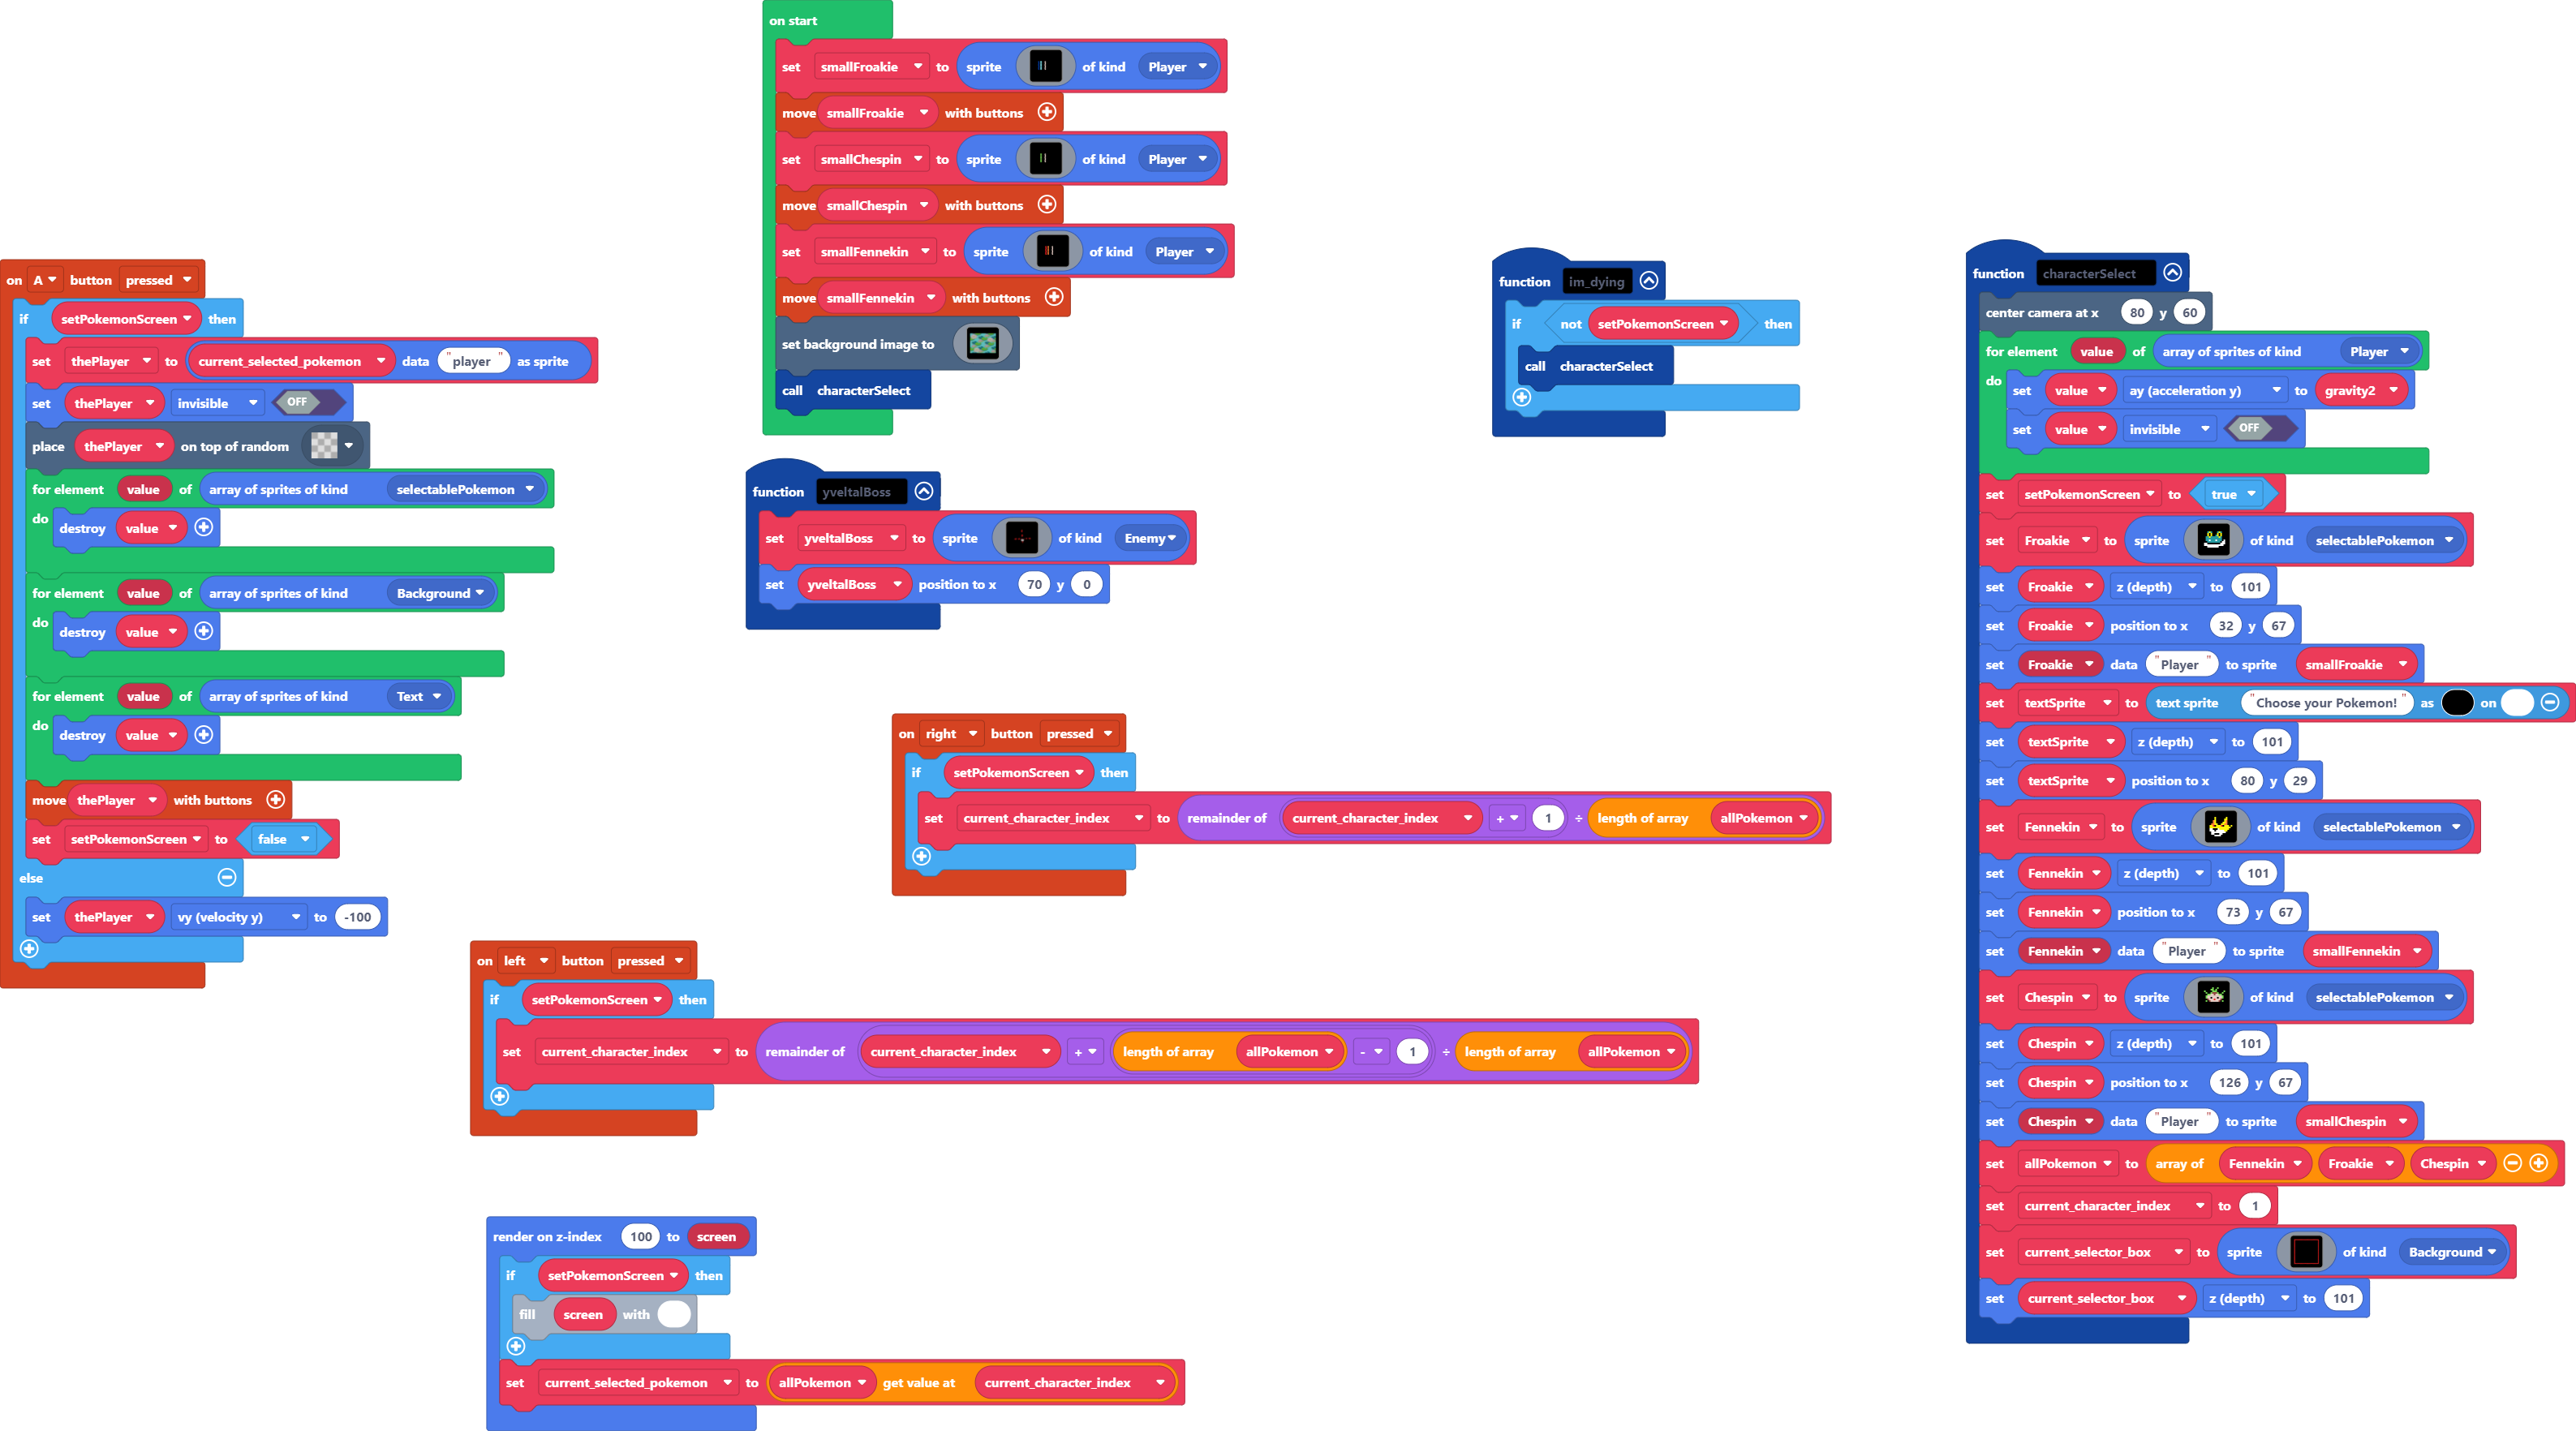 on start
set smallFroakie to sprite of kind Player
move smallFroakie with buttons
set smallChespin to sprite of kind Player
move smallChespin with buttons
set smallFennekin to sprite of kind Player
move smallFennekin with buttons
set background image to
call characterSelect
on A button pressed
if setPokemonScreen then
set thePlayer to current_selected_pokemon data "player" as sprite
set thePlayer invisible OFF
place thePlayer on top of random
for element value of array of sprites of kind selectablePokemon
do destroy value
for element value of array of sprites of kind Background
do destroy value
for element value of array of sprites of kind Text
do destroy value
move thePlayer with buttons
set setPokemonScreen to false
else
set thePlayer vy (velocity y) to -100
function yveltalBoss
set yveltalBoss to sprite of kind Enemy
set yveltalBoss position to x 70 y 0
function im_dying
if not setPokemonScreen then
call characterSelect
on right button pressed
if setPokemonScreen then
set current_character_index to remainder of current_character_index + 1 ÷ length of array allPokemon
on left button pressed
if setPokemonScreen then
set current_character_index to remainder of current_character_index + length of array allPokemon - 1 ÷ length of array allPokemon
render on z-index 100 to screen
if setPokemonScreen then
fill screen with
set current_selected_pokemon to allPokemon get value at current_character_index
function characterSelect
center camera at x 80 y 60
for element value of array of sprites of kind Player
do set value ay (acceleration y) to gravity2
set value invisible OFF
set setPokemonScreen to true
set Froakie to sprite of kind selectablePokemon
set Froakie z (depth) to 101
set Froakie position to x 32 y 67
set Froakie data "Player" to sprite smallFroakie
set textSprite to text sprite "Choose your Pokemon!" as on
set textSprite z (depth) to 101
set textSprite position to x 80 y 29
set Fennekin to sprite of kind selectablePokemon
set Fennekin z (depth) to 101
set Fennekin position to x 73 y 67
set Fennekin data "Player" to sprite smallFennekin
set Chespin to sprite of kind selectablePokemon
set Chespin z (depth) to 101
set Chespin position to x 126 y 67
set Chespin data "Player" to sprite smallChespin
set allPokemon to array of Fennekin Froakie Chespin
set current_character_index to 1
set current_selector_box to sprite of kind Background
set current_selector_box z (depth) to 101